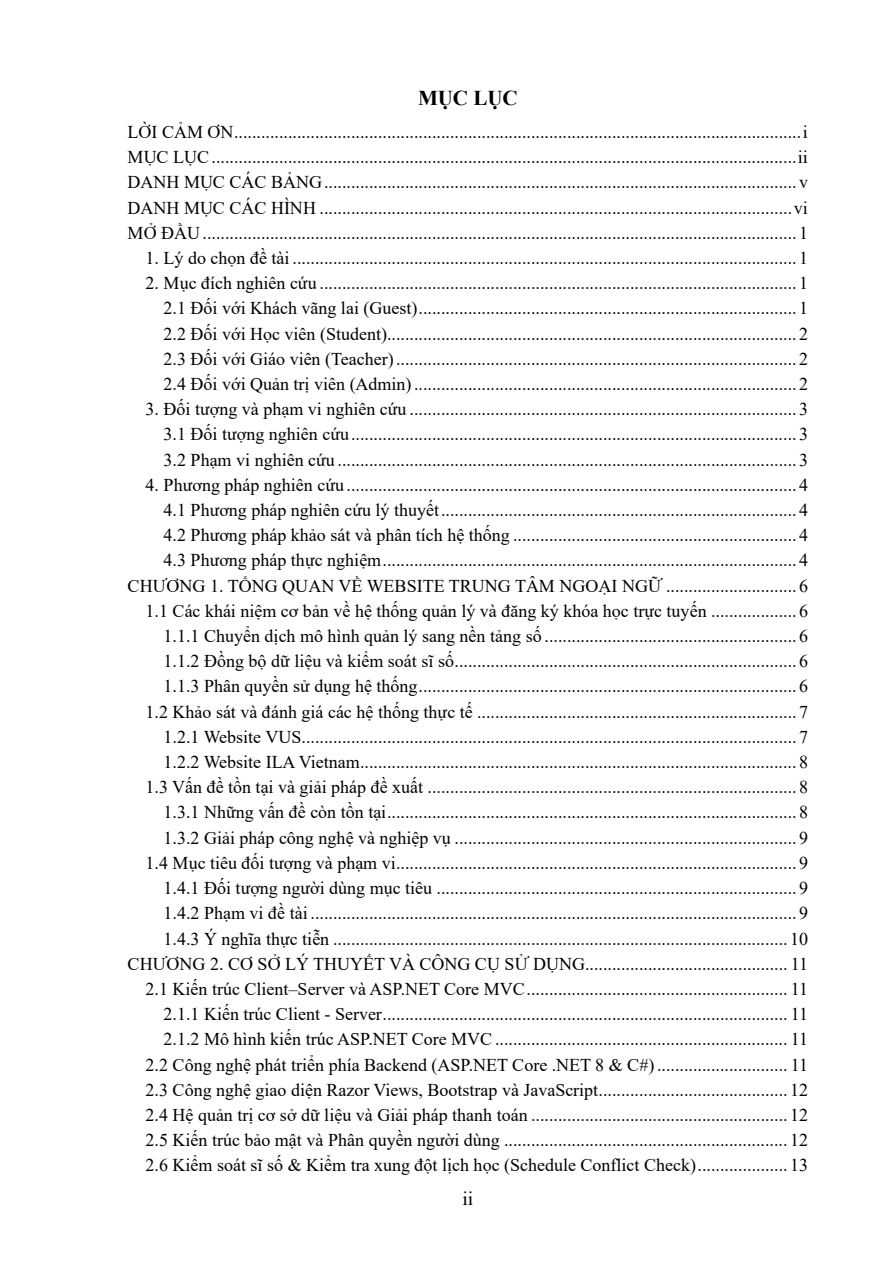 MỤC LỤC
LỜI CẢM ƠN.....i
MỤC LỤC.....ii
DANH MỤC CÁC BẢNG.....v
DANH MỤC CÁC HÌNH.....vi
MỞ ĐẦU.....1
1. Lý do chọn đề tài.....1
2. Mục đích nghiên cứu.....1
2.1 Đối với Khách vãng lai (Guest).....1
2.2 Đối với Học viên (Student).....2
2.3 Đối với Giáo viên (Teacher).....2
2.4 Đối với Quản trị viên (Admin).....2
3. Đối tượng và phạm vi nghiên cứu.....3
3.1 Đối tượng nghiên cứu.....3
3.2 Phạm vi nghiên cứu.....3
4. Phương pháp nghiên cứu.....4
4.1 Phương pháp nghiên cứu lý thuyết.....4
4.2 Phương pháp khảo sát và phân tích hệ thống.....4
4.3 Phương pháp thực nghiệm.....4
CHƯƠNG 1. TỔNG QUAN VỀ WEBSITE TRUNG TÂM NGOẠI NGỮ.....6
1.1 Các khái niệm cơ bản về hệ thống quản lý và đăng ký khóa học trực tuyến.....6
1.1.1 Chuyển dịch mô hình quản lý sang nền tảng số.....6
1.1.2 Đồng bộ dữ liệu và kiểm soát sĩ số.....6
1.1.3 Phân quyền sử dụng hệ thống.....6
1.2 Khảo sát và đánh giá các hệ thống thực tế.....7
1.2.1 Website VUS.....7
1.2.2 Website ILA Vietnam.....8
1.3 Vấn đề tồn tại và giải pháp đề xuất.....8
1.3.1 Những vấn đề còn tồn tại.....8
1.3.2 Giải pháp công nghệ và nghiệp vụ.....9
1.4 Mục tiêu đối tượng và phạm vi.....9
1.4.1 Đối tượng người dùng mục tiêu.....9
1.4.2 Phạm vi đề tài.....9
1.4.3 Ý nghĩa thực tiễn.....10
CHƯƠNG 2. CƠ SỞ LÝ THUYẾT VÀ CÔNG CỤ SỬ DỤNG.....11
2.1 Kiến trúc Client–Server và ASP.NET Core MVC.....11
2.1.1 Kiến trúc Client - Server.....11
2.1.2 Mô hình kiến trúc ASP.NET Core MVC.....11
2.2 Công nghệ phát triển phía Backend (ASP.NET Core .NET 8 & C#).....11
2.3 Công nghệ giao diện Razor Views, Bootstrap và JavaScript.....12
2.4 Hệ quản trị cơ sở dữ liệu và Giải pháp thanh toán.....12
2.5 Kiến trúc bảo mật và Phân quyền người dùng.....12
2.6 Kiểm soát sĩ số & Kiểm tra xung đột lịch học (Schedule Conflict Check).....13
ii